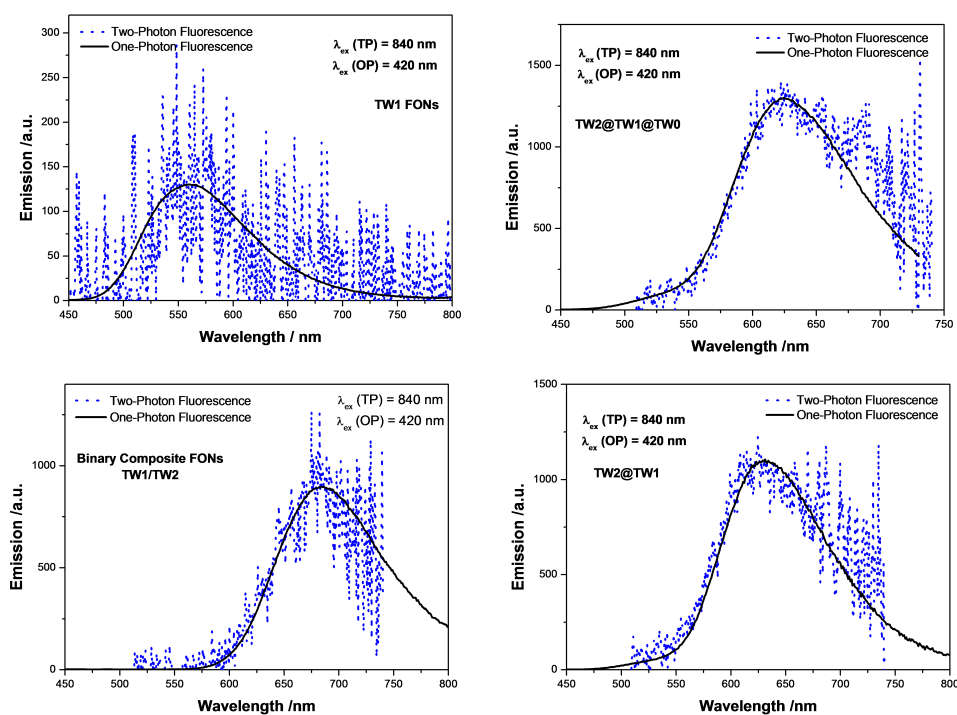 Two-Photon Fluorescence
One-Photon Fluorescence
λex (TP) = 840 nm
λex (OP) = 420 nm
TW1 FONs
300
250
200
150
100
50
0
450 500 550 600 650 700 750 800
Emission /a.u.
Wavelength / nm
Two-Photon Fluorescence
One-Photon Fluorescence
λex (TP) = 840 nm
λex (OP) = 420 nm
TW2@TW1@TW0
1500
1000
500
0
450 500 550 600 650 700 750
Emission /a.u.
Wavelength /nm
Two-Photon Fluorescence
One-Photon Fluorescence
λex (TP) = 840 nm
λex (OP) = 420 nm
Binary Composite FONs
TW1/TW2
1000
500
0
450 500 550 600 650 700 750 800
Emission /a.u.
Wavelength /nm
Two-Photon Fluorescence
One-Photon Fluorescence
λex (TP) = 840 nm
λex (OP) = 420 nm
TW2@TW1
1500
1000
500
0
450 500 550 600 650 700 750 800
Emission /a.u.
Wavelength /nm